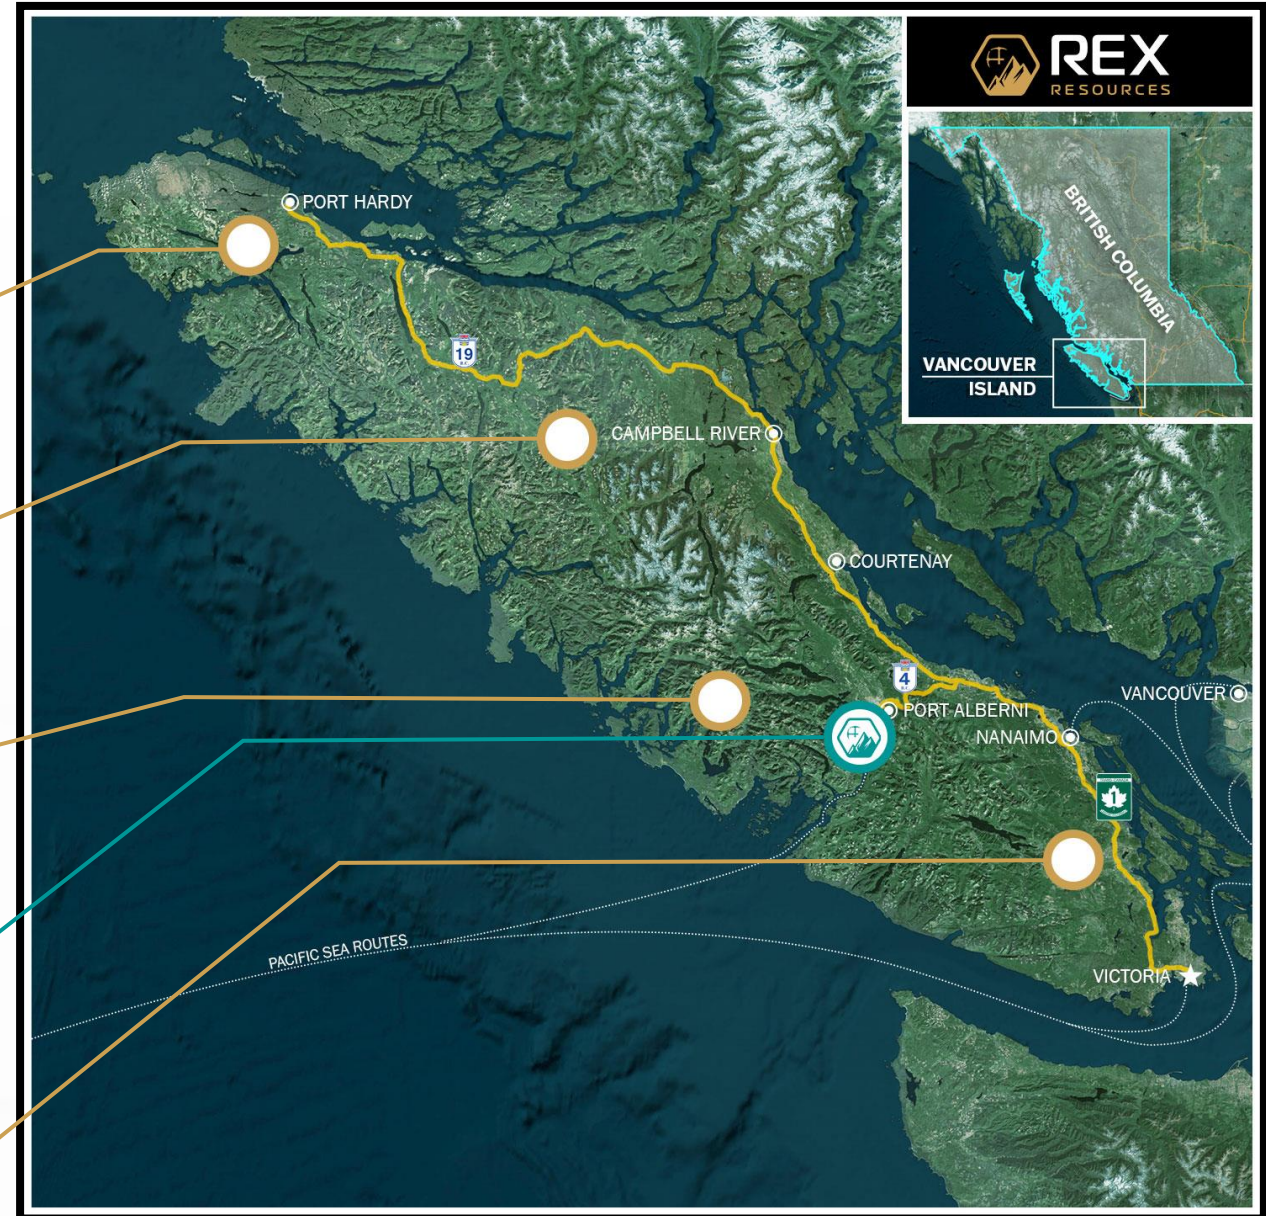 REX
RESOURCES
BRITISH COLUMBIA
VANCOUVER
ISLAND
PORT HARDY
19
CAMPBELL RIVER
COURTENAY
4
PORT ALBERNI
VANCOUVER
NANAIMO
1
PACIFIC SEA ROUTES
VICTORIA